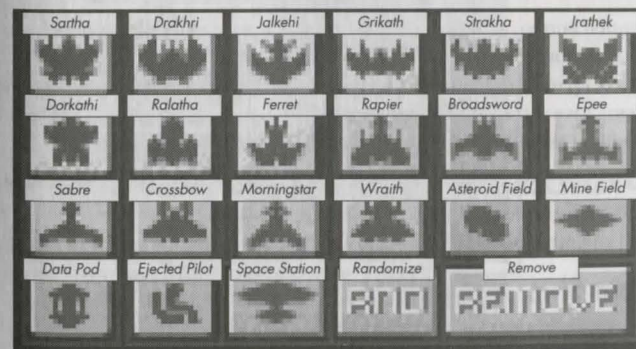 Sartha Drakhri Jalkehi Grikath Strakha Jrathek
Dorkathi Ralatha Ferret Rapier Broadsword Epee
Sabre Crossbow Morningstar Wraith Asteroid Field Mine Field
Data Pod Ejected Pilot Space Station Randomize Remove
RND REMOVE